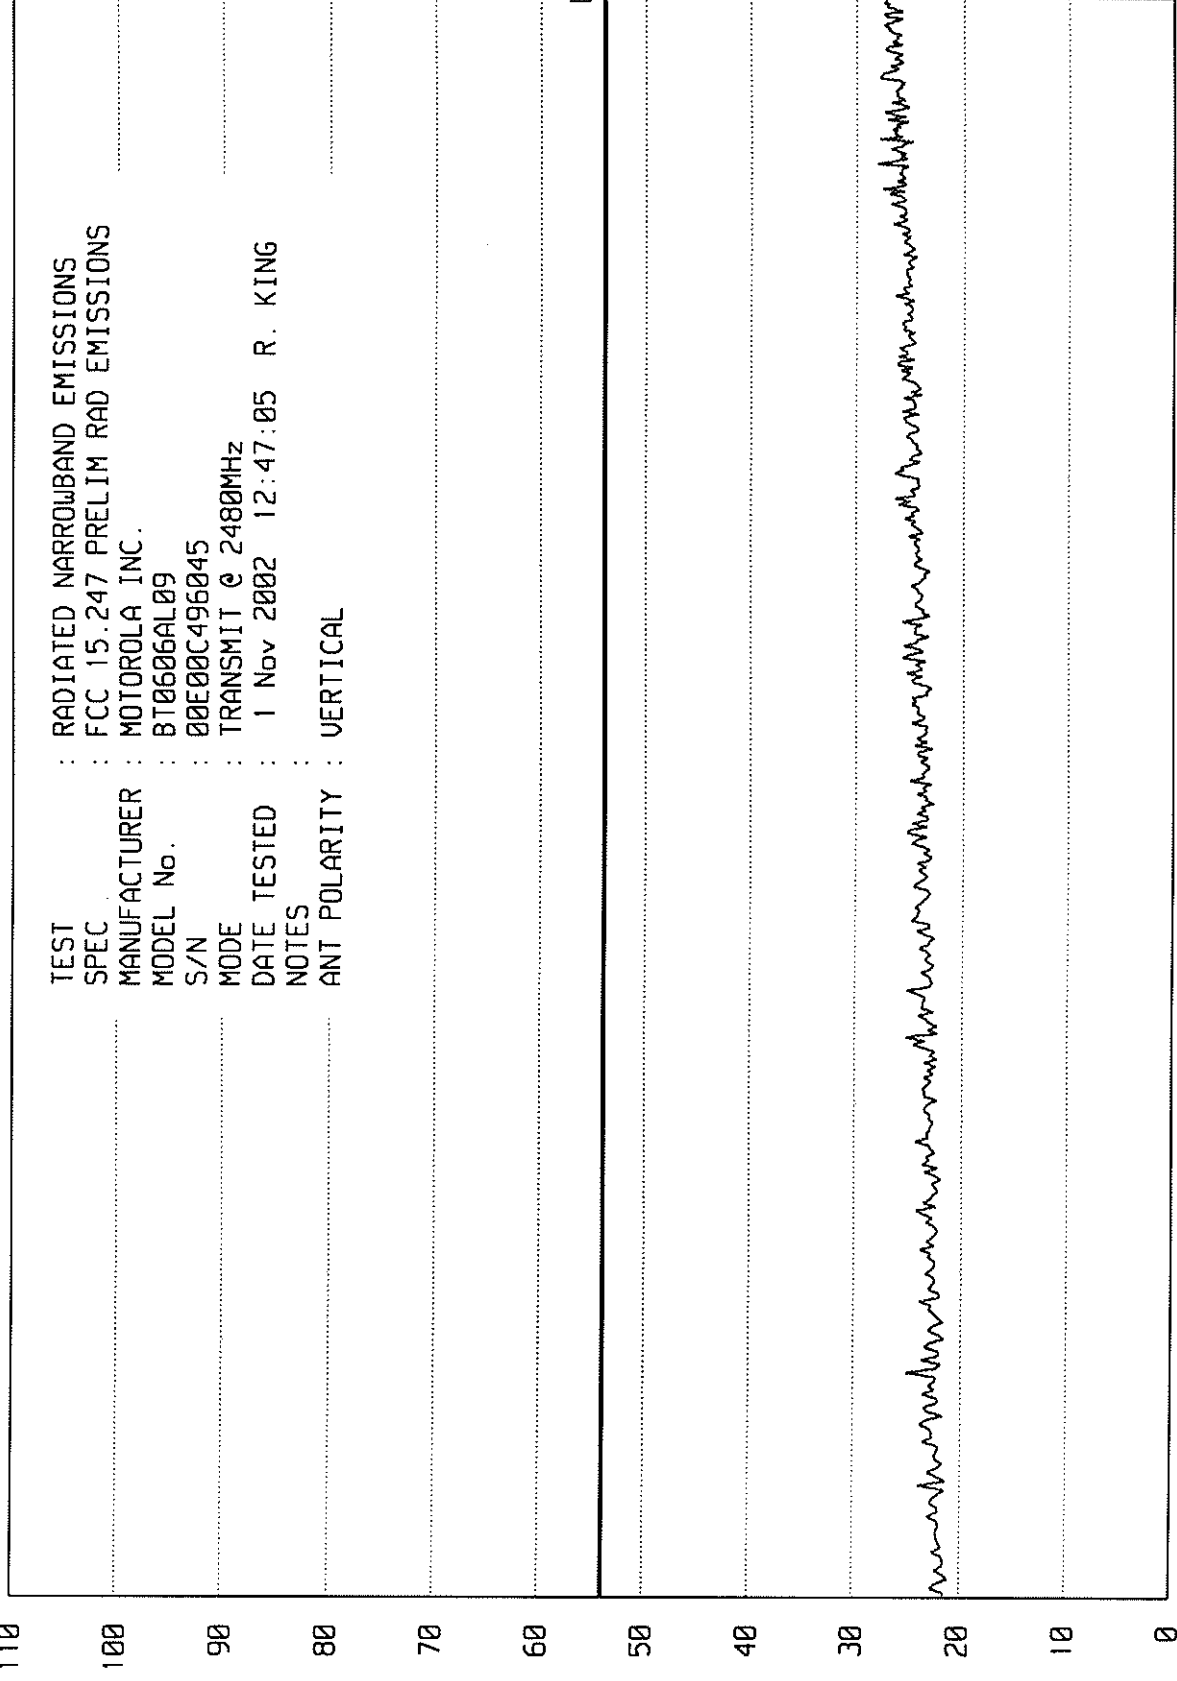 TEST : RADIATED NARROWBAND EMISSIONS
SPEC : FCC 15.247 PRELIM RAD EMISSIONS
MANUFACTURER : MOTOROLA INC.
MODEL No. : BT0606AL09
S/N : 00E00C496045
MODE : TRANSMIT @ 2480MHz
DATE TESTED : 1 Nov 2002 12:47:05 R. KING
NOTES :
ANT POLARITY : VERTICAL
110
100
90
80
70
60
50
40
30
20
10
0